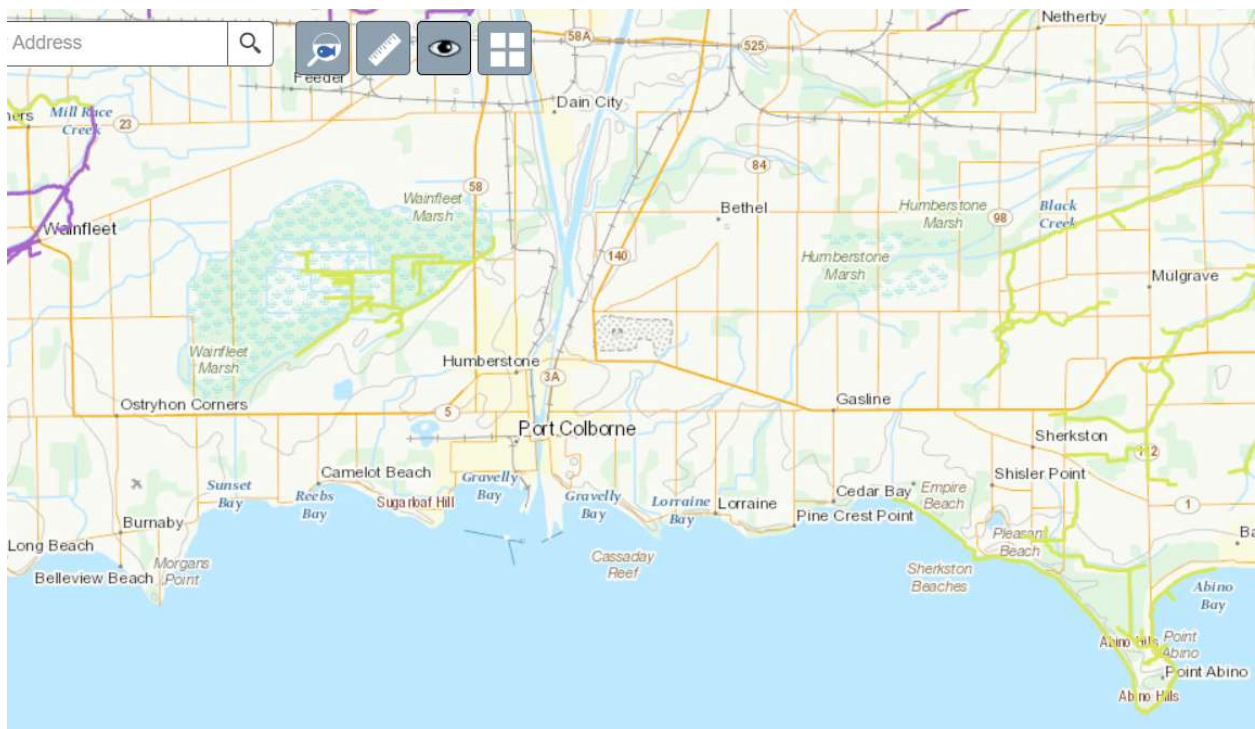 Address
58A
525
Netherby
Feeder
Dain City
Mill Race
Creek
23
84
58
Wainfleet
Marsh
Bethel
Humberstone
Marsh
98
Black
Creek
Wainfleet
140
Humberstone
Marsh
Mulgrave
Wainfleet
Marsh
Humberstone
3A
Ostryhon Corners
5
Gasline
Port Colborne
Sherkston
Camelot Beach
Gravelly
Bay
Shisler Point
Sunset
Bay
Reebs
Bay
Sugarloaf Hill
Gravelly
Bay
Lorraine
Bay
Lorraine
Cedar Bay
Empire
Beach
1
Burnaby
Pine Crest Point
Pleasant
Beach
Long Beach
Morgans
Point
Cassaday
Reef
Belleview Beach
Sherkston
Beaches
Abino
Bay
Abino Hills
Point
Abino
Point Abino
Abino Hills